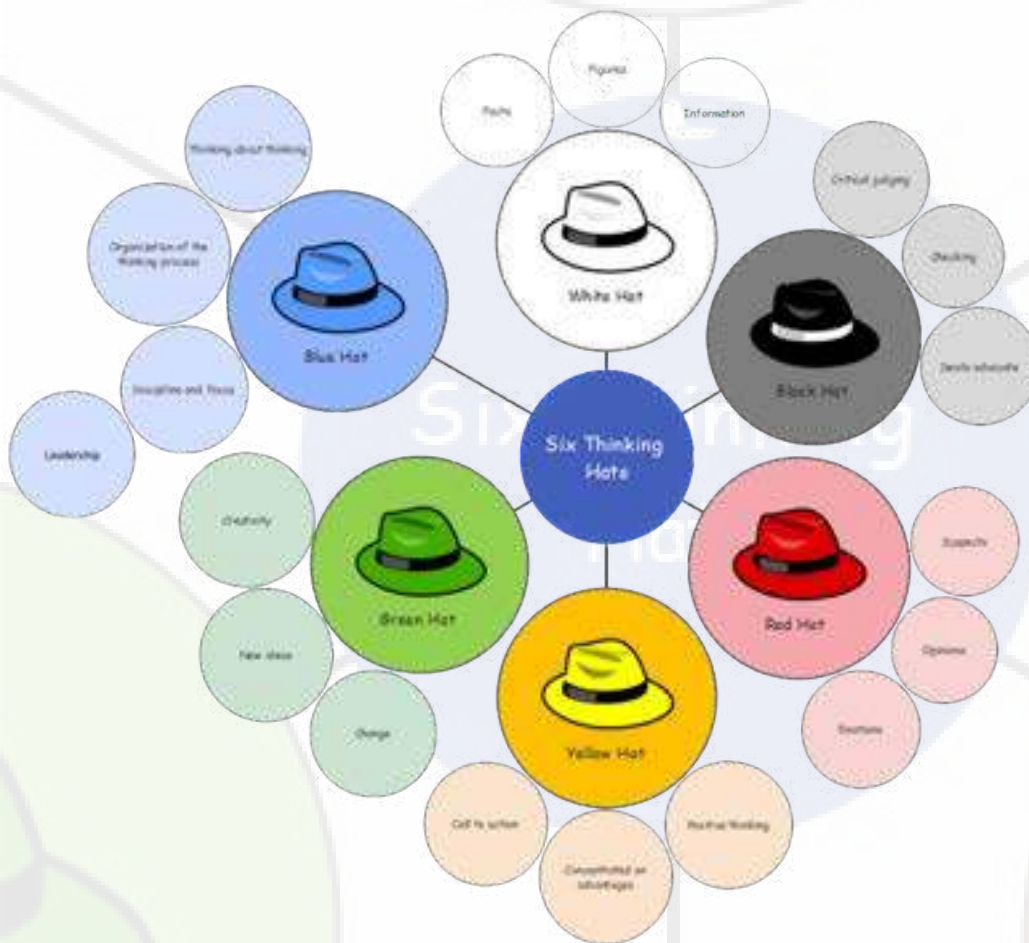 Six Thinking
Hats
White Hat
Facts
Figures
Information
Black Hat
Critical judging
Checking
Devils advocate
Red Hat
Opinions
Emotions
Yellow Hat
Positive thinking
Concentrated on
advantages
Call to action
Green Hat
Change
New ideas
Creativity
Blue Hat
Leadership
Discipline and focus
Organization of the
thinking process
Thinking about thinking
Six Thinking